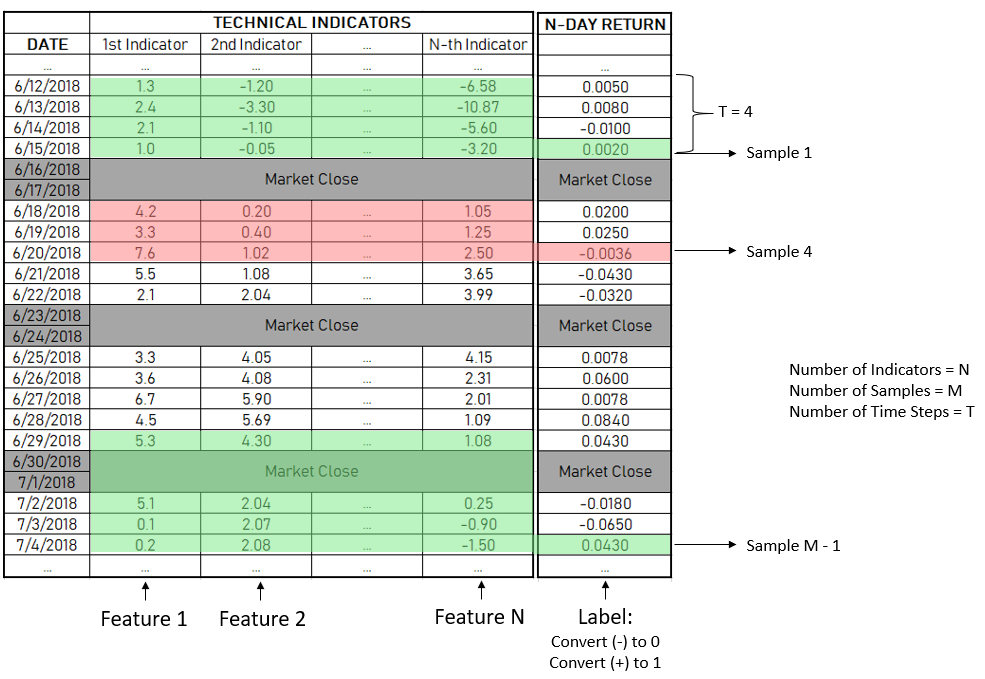 TECHNICAL INDICATORS N-DAY RETURN
DATE 1st Indicator 2nd Indicator ... N-th Indicator
... ... ... ... ... ...
6/12/2018 1.3 -1.20 ... -6.58 0.0050
6/13/2018 2.4 -3.30 ... -10.87 0.0080
T = 4
6/14/2018 2.1 -1.10 ... -5.60 -0.0100
6/15/2018 1.0 -0.05 ... -3.20 0.0020 Sample 1
6/16/2018
Market Close Market Close
6/17/2018
6/18/2018 4.2 0.20 ... 1.05 0.0200
6/19/2018 3.3 0.40 ... 1.25 0.0250
6/20/2018 7.6 1.02 ... 2.50 -0.0036 Sample 4
6/21/2018 5.5 1.08 ... 3.65 -0.0430
6/22/2018 2.1 2.04 ... 3.99 -0.0320
6/23/2018
Market Close Market Close
6/24/2018
6/25/2018 3.3 4.05 ... 4.15 0.0078
6/26/2018 3.6 4.08 ... 2.31 0.0600
6/27/2018 6.7 5.90 ... 2.01 0.0078
6/28/2018 4.5 5.69 ... 1.09 0.0840
6/29/2018 5.3 4.30 ... 1.08 0.0430
Number of Indicators = N
Number of Samples = M
Number of Time Steps = T
6/30/2018
Market Close Market Close
7/1/2018
7/2/2018 5.1 2.04 ... 0.25 -0.0180
7/3/2018 0.1 2.07 ... -0.90 -0.0650
7/4/2018 0.2 2.08 ... -1.50 0.0430 Sample M - 1
... ... ... ... ... ...
Feature 1 Feature 2 Feature N Label:
Convert (-) to 0
Convert (+) to 1